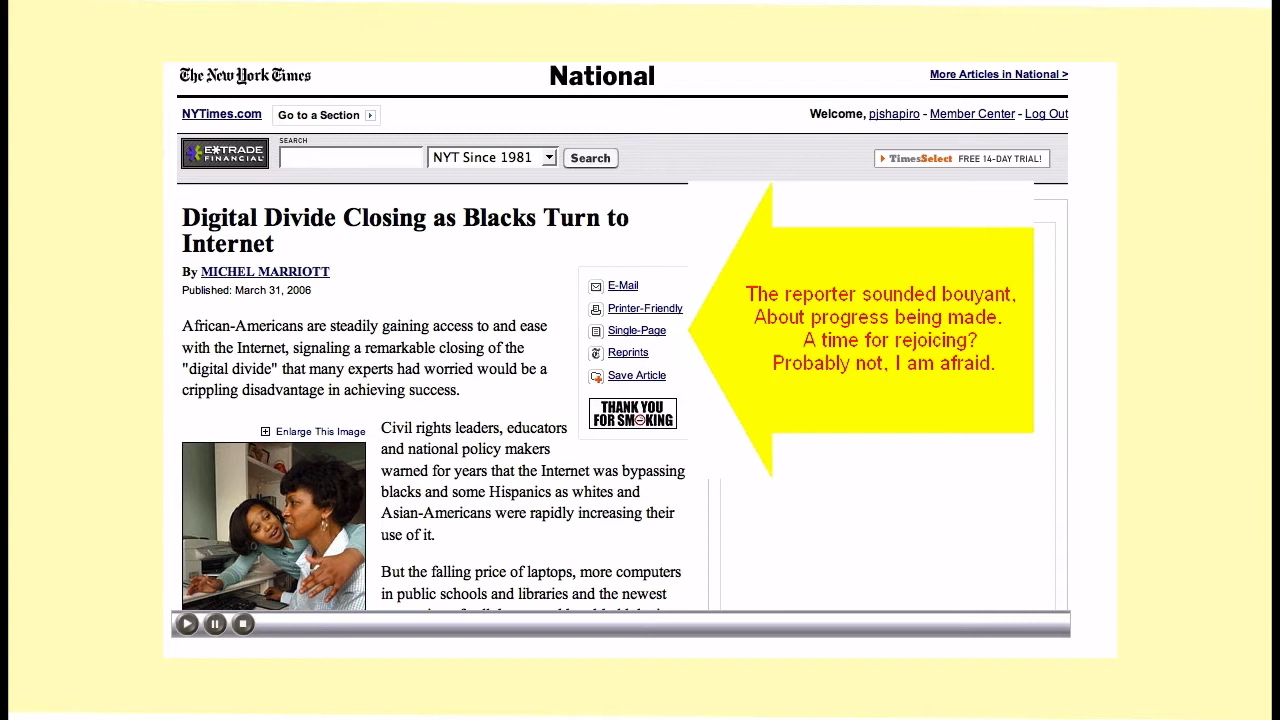 The New York Times
National
More Articles in National >
NYTimes.com
Go to a Section
Welcome, pjshapiro - Member Center - Log Out
E*TRADE
FINANCIAL
SEARCH
NYT Since 1981
Search
TimesSelect FREE 14-DAY TRIAL!
Digital Divide Closing as Blacks Turn to
Internet
By MICHEL MARRIOTT
Published: March 31, 2006
African-Americans are steadily gaining access to and ease
with the Internet, signaling a remarkable closing of the
"digital divide" that many experts had worried would be a
crippling disadvantage in achieving success.
E-Mail
Printer-Friendly
Single-Page
Reprints
Save Article
THANK YOU
FOR SMOKING
The reporter sounded bouyant,
About progress being made.
A time for rejoicing?
Probably not, I am afraid.
Enlarge This Image
Civil rights leaders, educators
and national policy makers
warned for years that the Internet was bypassing
blacks and some Hispanics as whites and
Asian-Americans were rapidly increasing their
use of it.
But the falling price of laptops, more computers
in public schools and libraries and the newest